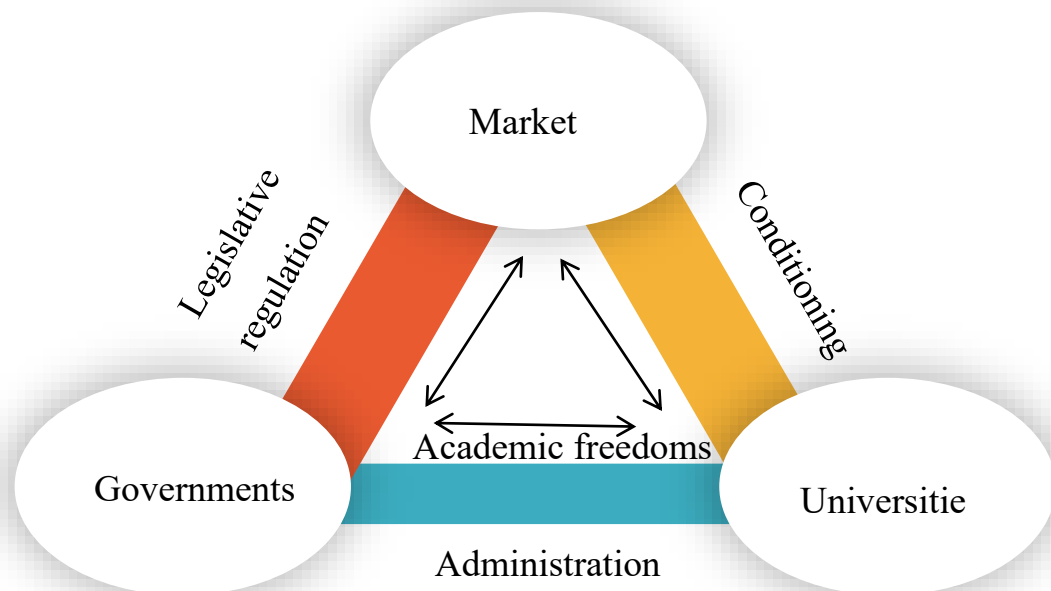 Market
Legislative
regulation
Conditioning
Academic freedoms
Governments
Universitie
Administration